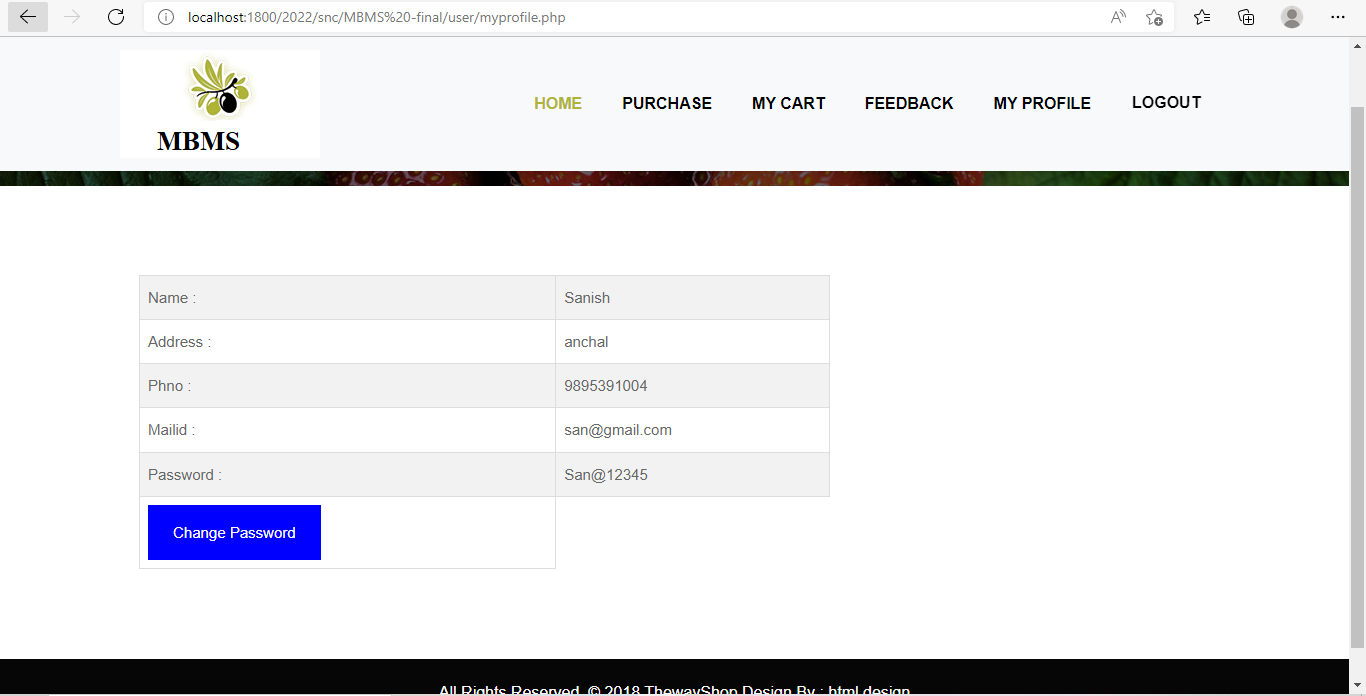 localhost:1800/2022/snc/MBMS%20-final/user/myprofile.php
MBMS
HOME PURCHASE MY CART FEEDBACK MY PROFILE LOGOUT
Name : Sanish
Address : anchal
Phno : 9895391004
Mailid : san@gmail.com
Password : San@12345
Change Password
All Rights Reserved. © 2018 ThewayShop Design By : html design